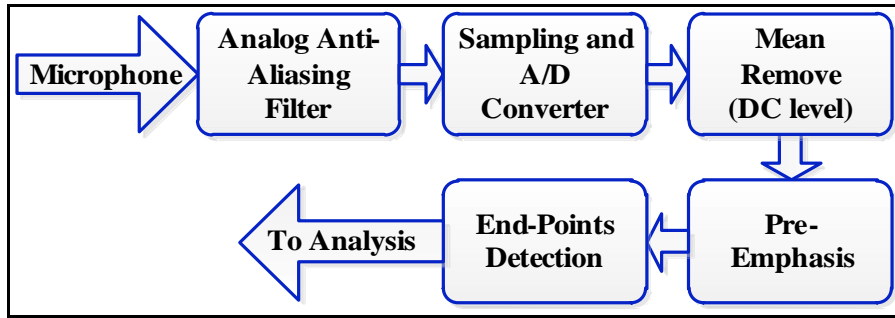 Microphone
Analog Anti-
Aliasing
Filter
Sampling and
A/D
Converter
Mean
Remove
(DC level)
Pre-
Emphasis
End-Points
Detection
To Analysis